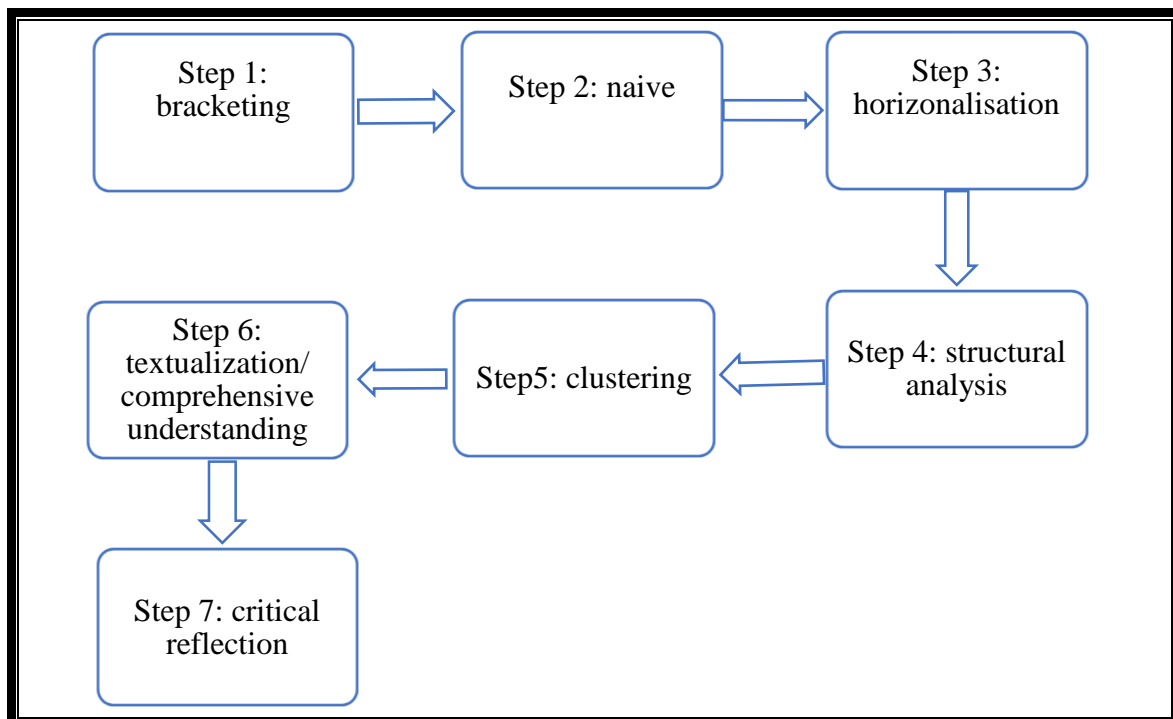 Step 1:
bracketing
Step 2: naive
Step 3:
horizonalisation
Step 4: structural
analysis
Step5: clustering
Step 6:
textualization/
comprehensive
understanding
Step 7: critical
reflection